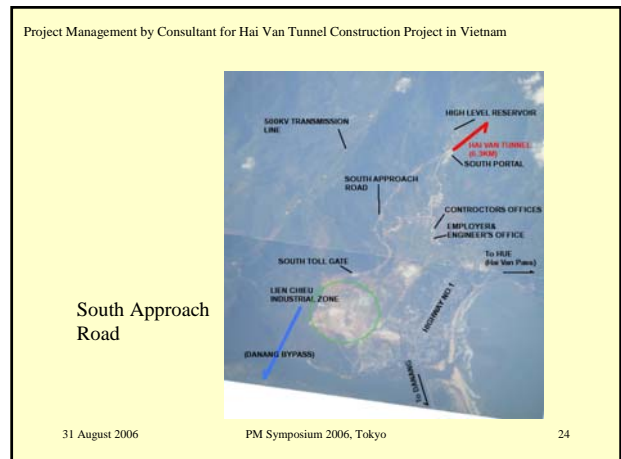 Project Management by Consultant for Hai Van Tunnel Construction Project in Vietnam
500KV TRANSMISSION
LINE
HIGH LEVEL RESERVOIR
HAI VAN TUNNEL
(6.3KM)
SOUTH PORTAL
SOUTH APPROACH
ROAD
CONTROCTORS OFFICES
EMPLOYER&
ENGINEER'S OFFICE
To HUE
(Hai Van Pass)
SOUTH TOLL GATE
LIEN CHIEU
INDUSTRIAL ZONE
HIGHWAY NO.1
(DANANG BYPASS)
To DANANG
South Approach
Road
31 August 2006
PM Symposium 2006, Tokyo
24